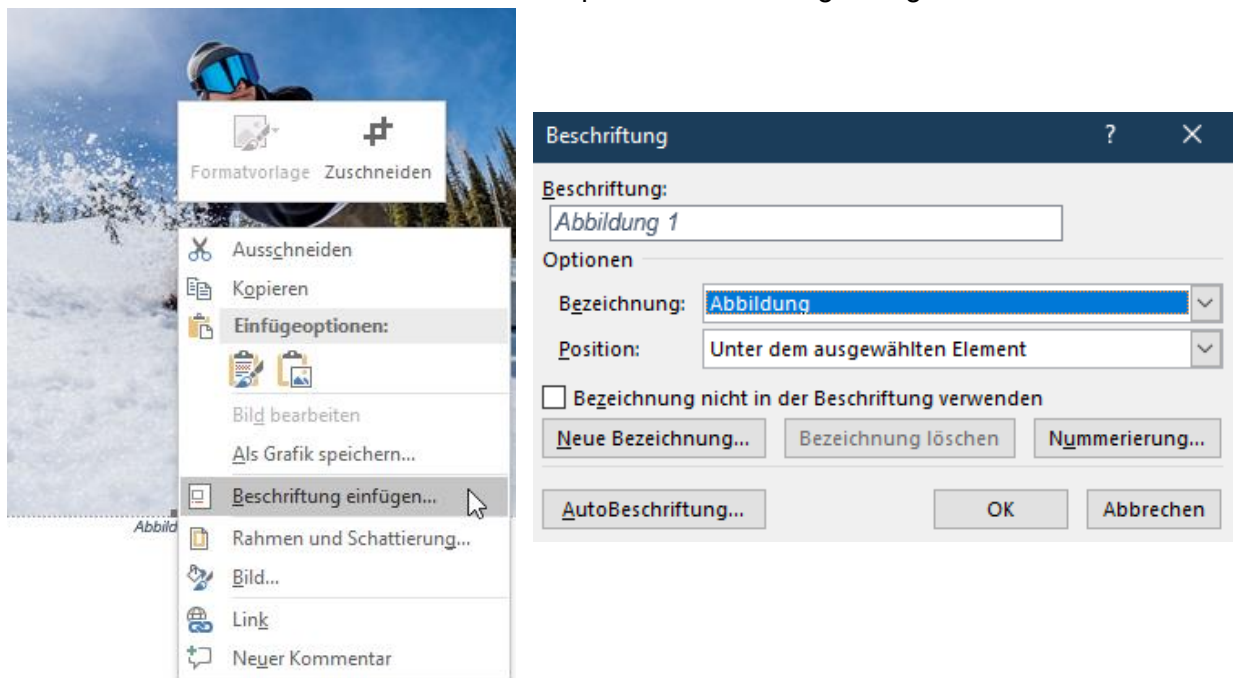 Formatvorlage Zuschneiden
Ausschneiden
Kopieren
Einfügeoptionen:
Bild bearbeiten
Als Grafik speichern...
Beschriftung einfügen...
Rahmen und Schattierung...
Bild...
Link
Neuer Kommentar
Beschriftung ? ×
Beschriftung:
Abbildung 1
Optionen
Bezeichnung: Abbildung
Position: Unter dem ausgewählten Element
Bezeichnung nicht in der Beschriftung verwenden
Neue Bezeichnung... Bezeichnung löschen Nummerierung...
AutoBeschriftung... OK Abbrechen